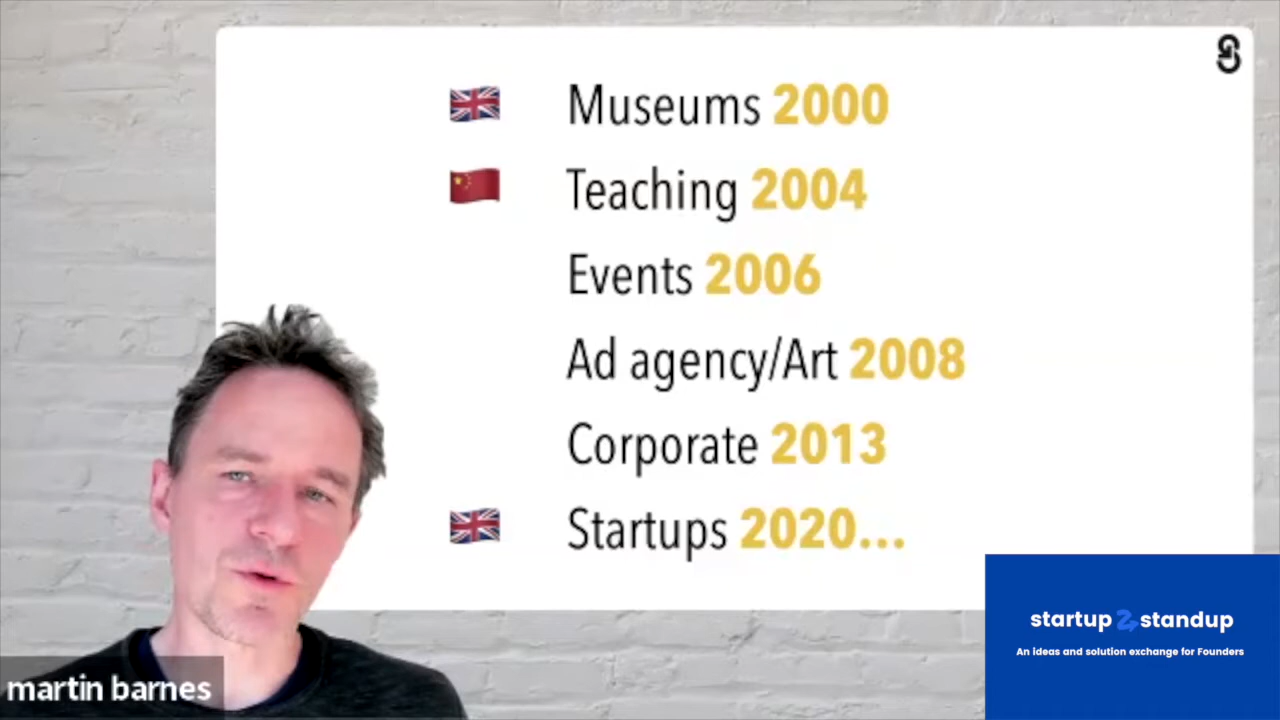 Museums 2000
Teaching 2004
Events 2006
Ad agency/Art 2008
Corporate 2013
Startups 2020...
startup 2 standup
An ideas and solution exchange for Founders
martin barnes